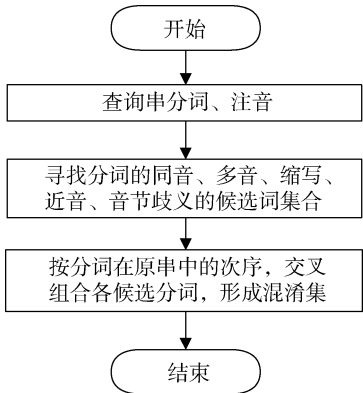 开始
查询串分词、注音
寻找分词的同音、多音、缩写、
近音、音节歧义的候选词集合
按分词在原串中的次序，交叉
组合各候选分词，形成混淆集
结束